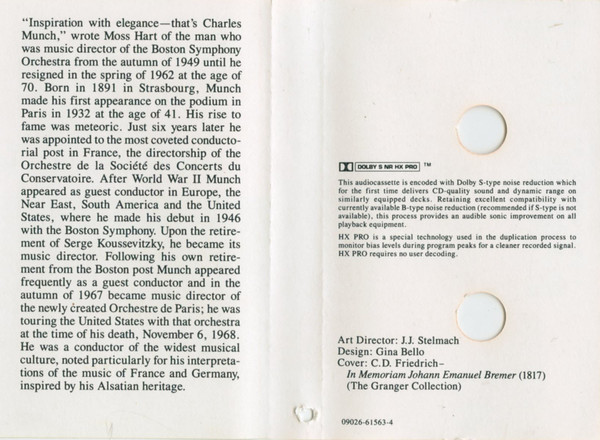 “Inspiration with elegance—that’s Charles
Munch,” wrote Moss Hart of the man who
was music director of the Boston Symphony
Orchestra from the autumn of 1949 until he
resigned in the spring of 1962 at the age of
70. Born in 1891 in Strasbourg, Munch
made his first appearance on the podium in
Paris in 1932 at the age of 41. His rise to
fame was meteoric. Just six years later he
was appointed to the most coveted conducto-
rial post in France, the directorship of the
Orchestre de la Société des Concerts du
Conservatoire. After World War II Munch
appeared as guest conductor in Europe, the
Near East, South America and the United
States, where he made his debut in 1946
with the Boston Symphony. Upon the retire-
ment of Serge Koussevitzky, he became its
music director. Following his own retire-
ment from the Boston post Munch appeared
frequently as a guest conductor and in the
autumn of 1967 became music director of
the newly created Orchestre de Paris; he was
touring the United States with that orchestra
at the time of his death, November 6, 1968.
He was a conductor of the widest musical
culture, noted particularly for his interpreta-
tions of the music of France and Germany,
inspired by his Alsatian heritage.
DOLBY S NR HX PRO ™
This audiocassette is encoded with Dolby S-type noise reduction which
for the first time delivers CD-quality sound and dynamic range on
similarly equipped decks. Retaining excellent compatibility with
currently available B-type noise reduction (recommended if S-type is not
available), this process provides an audible sonic improvement on all
playback equipment.
HX PRO is a special technology used in the duplication process to
monitor bias levels during program peaks for a cleaner recorded signal.
HX PRO requires no user decoding.
Art Director: J.J. Stelmach
Design: Gina Bello
Cover: C.D. Friedrich–
In Memoriam Johann Emanuel Bremer (1817)
(The Granger Collection)
09026-61563-4